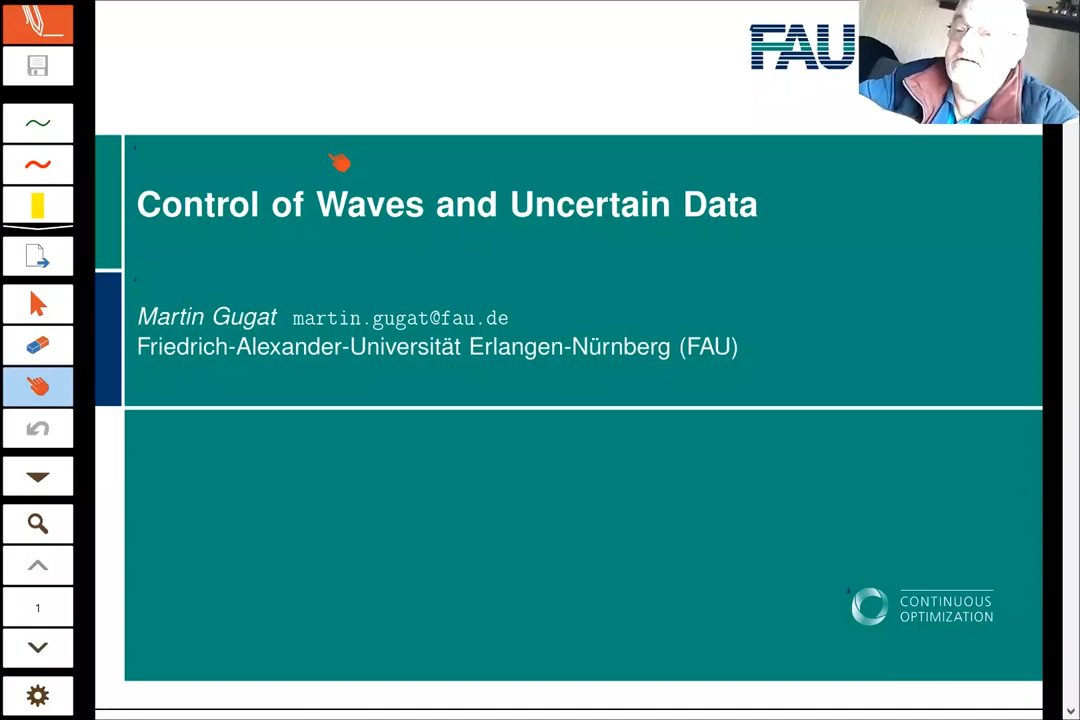 FAU
Control of Waves and Uncertain Data
Martin Gugat martin.gugat@fau.de
Friedrich-Alexander-Universität Erlangen-Nürnberg (FAU)
CONTINUOUS
OPTIMIZATION
1